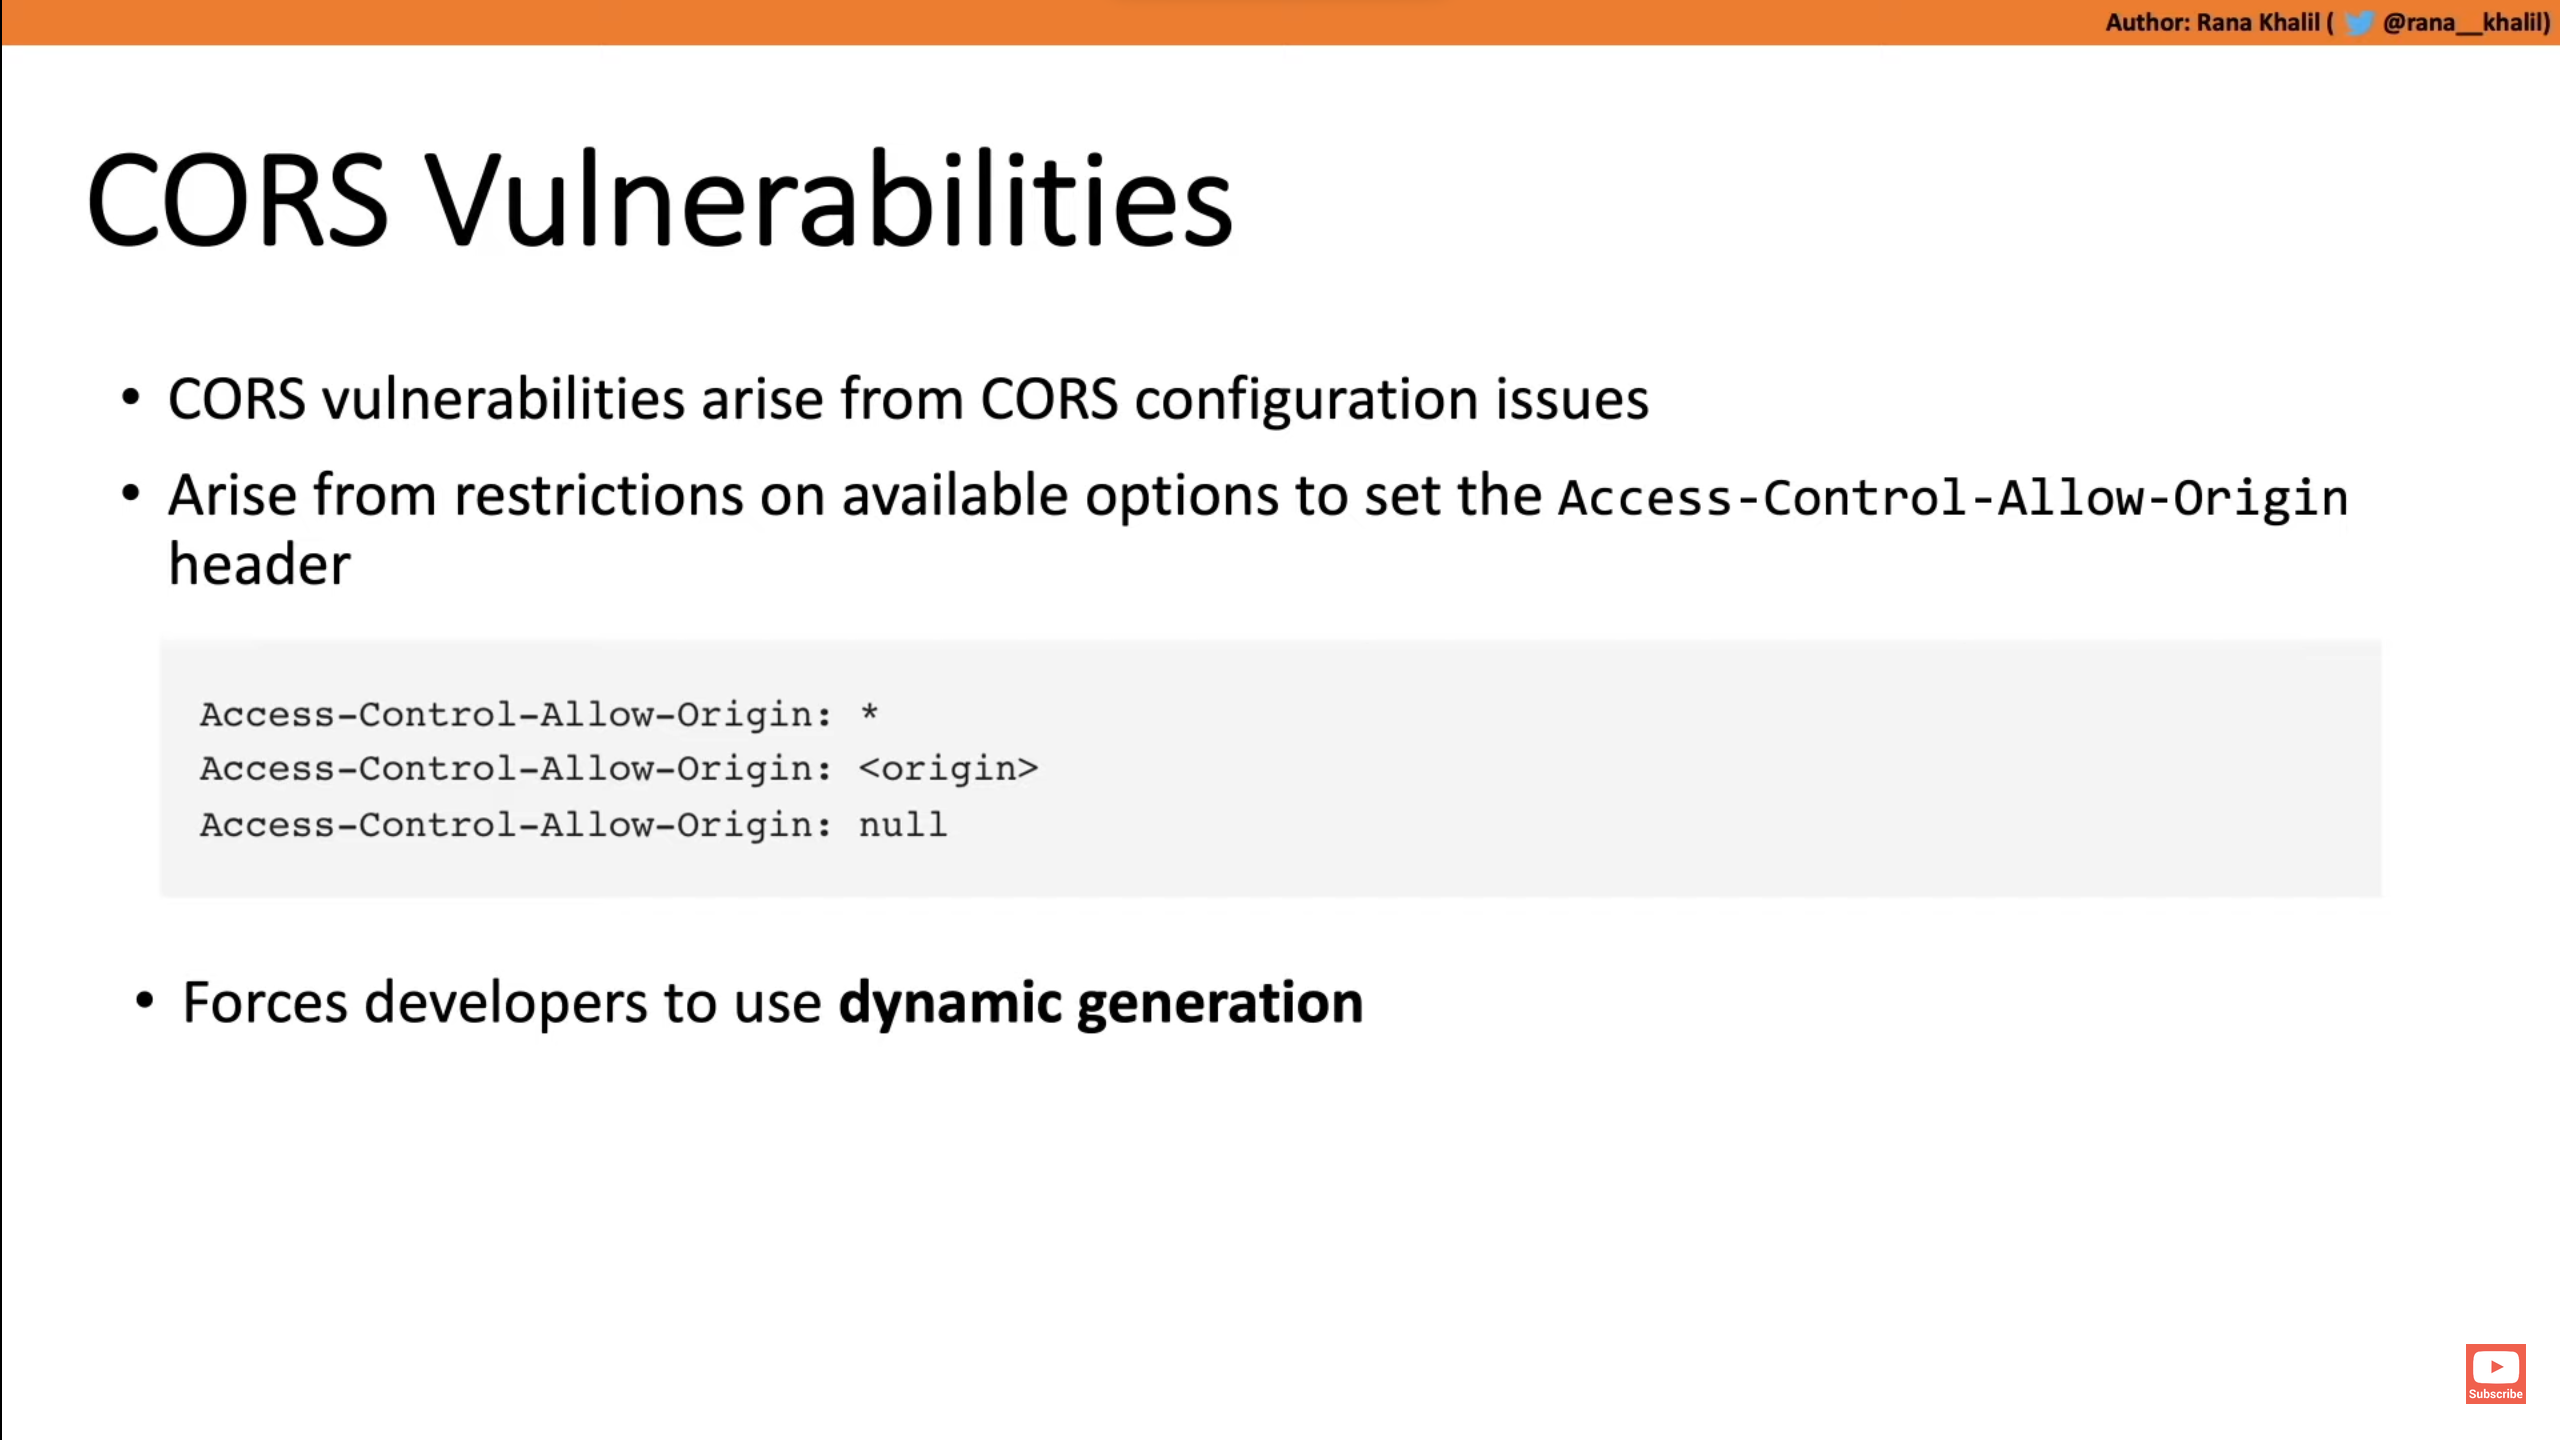 Author: Rana Khalil ( @rana__khalil)
CORS Vulnerabilities
• CORS vulnerabilities arise from CORS configuration issues
• Arise from restrictions on available options to set the Access-Control-Allow-Origin
header
Access-Control-Allow-Origin: *
Access-Control-Allow-Origin: <origin>
Access-Control-Allow-Origin: null
• Forces developers to use dynamic generation
Subscribe